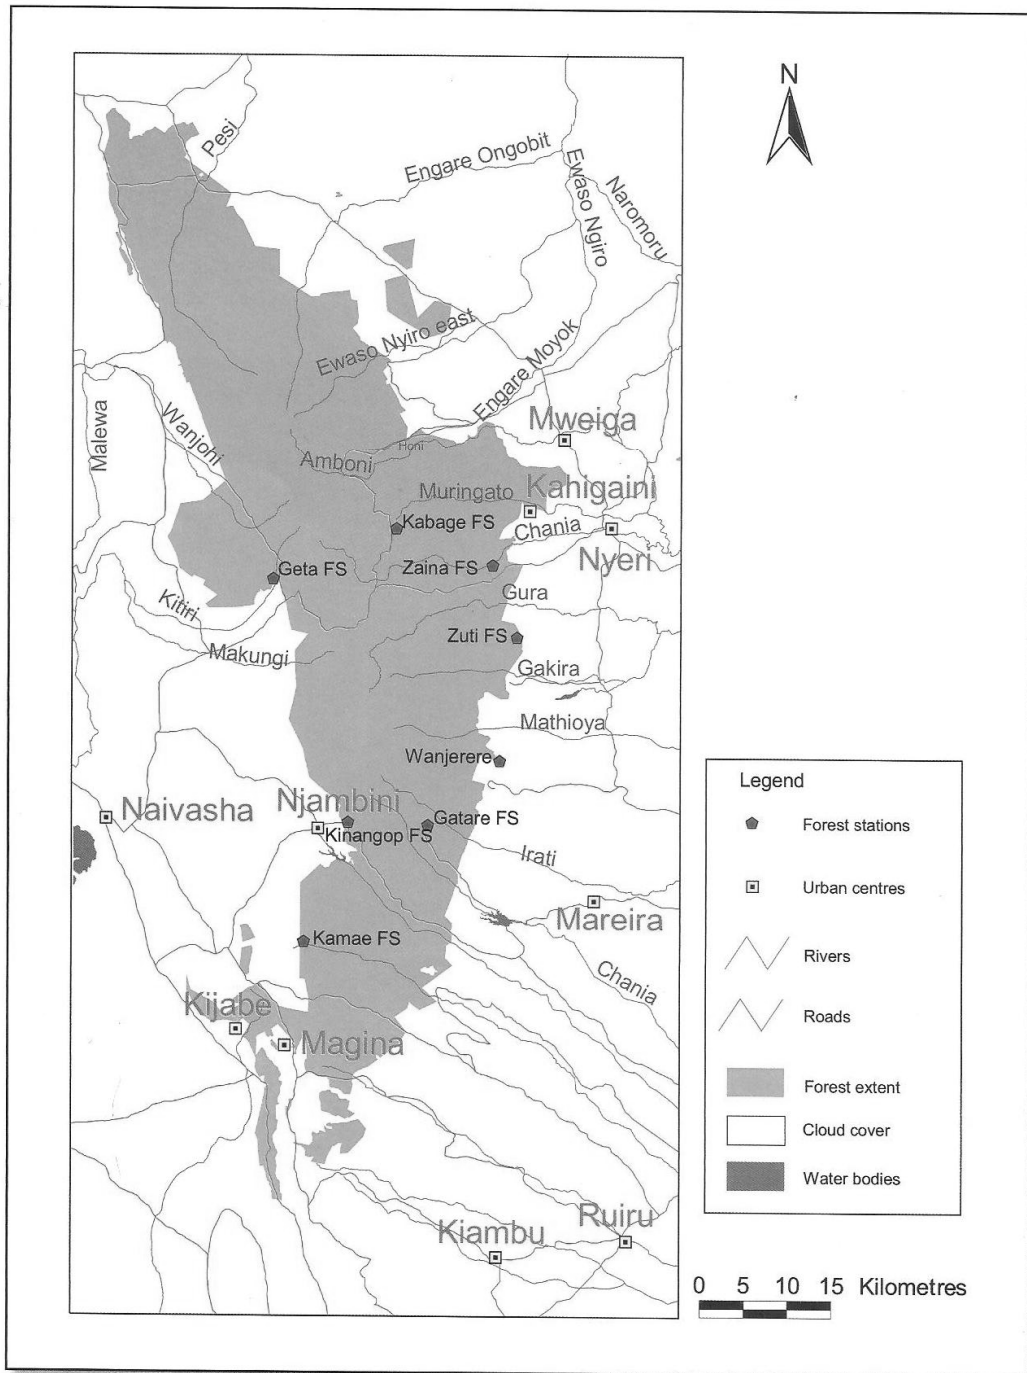 N
Pesi
Engare Ongobit
Ewaso Ngiro
Naromoru
Ewaso Nyiro east
Engare Moyok
Malewa
Wanjohi
Mweiga
Honi
Amboni
Muringato
Kahigaini
Kabage FS
Chania
Nyeri
Geta FS
Zaina FS
Kitiri
Gura
Zuti FS
Makungi
Gakira
Mathioya
Wanjerere
Naivasha
Njambini
Kinangop FS
Gatare FS
Irati
Mareira
Kamae FS
Chania
Kijabe
Magina
Kiambu
Ruiru
Legend
Forest stations
Urban centres
Rivers
Roads
Forest extent
Cloud cover
Water bodies
0 5 10 15 Kilometres